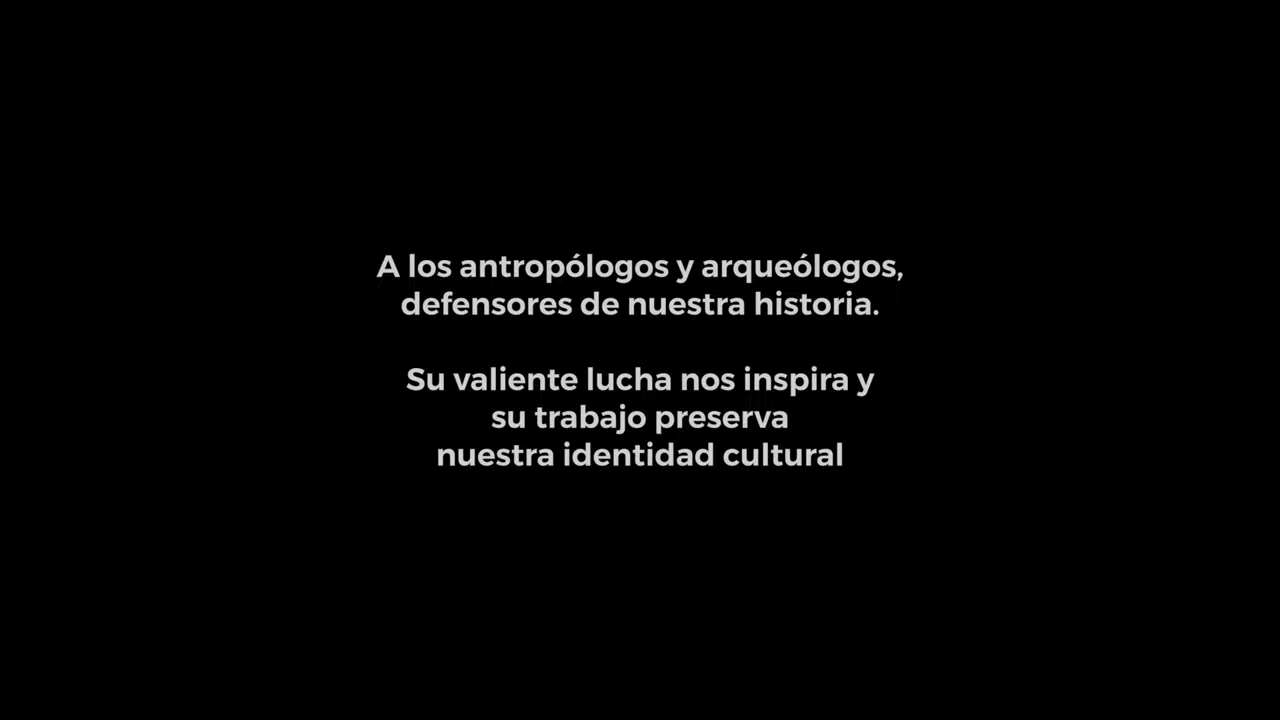 A los antropólogos y arqueólogos,
defensores de nuestra historia.
Su valiente lucha nos inspira y
su trabajo preserva
nuestra identidad cultural